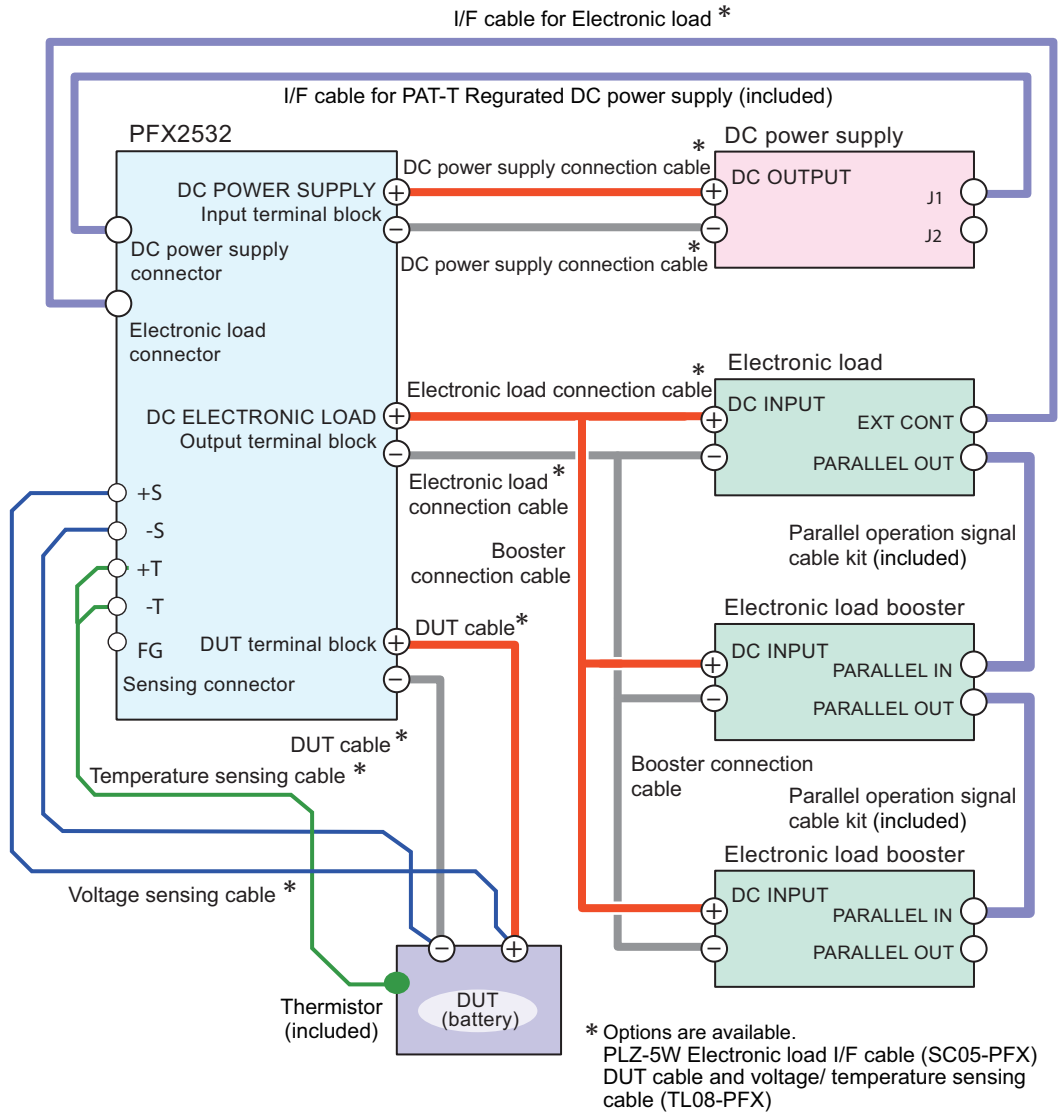 I/F cable for Electronic load *
I/F cable for PAT-T Regurated DC power supply (included)
PFX2532
DC power supply
DC power supply connection cable *
DC POWER SUPPLY +
Input terminal block −
+ DC OUTPUT
−
J1
J2
DC power supply connection cable *
DC power supply
connector
Electronic load
connector
Electronic load
Electronic load connection cable *
DC ELECTRONIC LOAD +
Output terminal block −
+ DC INPUT
−
EXT CONT
PARALLEL OUT
Electronic load *
connection cable
+S
-S
+T
-T
FG
Booster
connection cable
Parallel operation signal
cable kit (included)
DUT terminal block +
−
Sensing connector
DUT cable*
Electronic load booster
+ DC INPUT
−
PARALLEL IN
PARALLEL OUT
DUT cable *
Temperature sensing cable *
Booster connection
cable
Parallel operation signal
cable kit (included)
Electronic load booster
Voltage sensing cable *
+ DC INPUT
−
PARALLEL IN
PARALLEL OUT
− +
Thermistor
(included)
DUT
(battery)
* Options are available.
PLZ-5W Electronic load I/F cable (SC05-PFX)
DUT cable and voltage/ temperature sensing
cable (TL08-PFX)